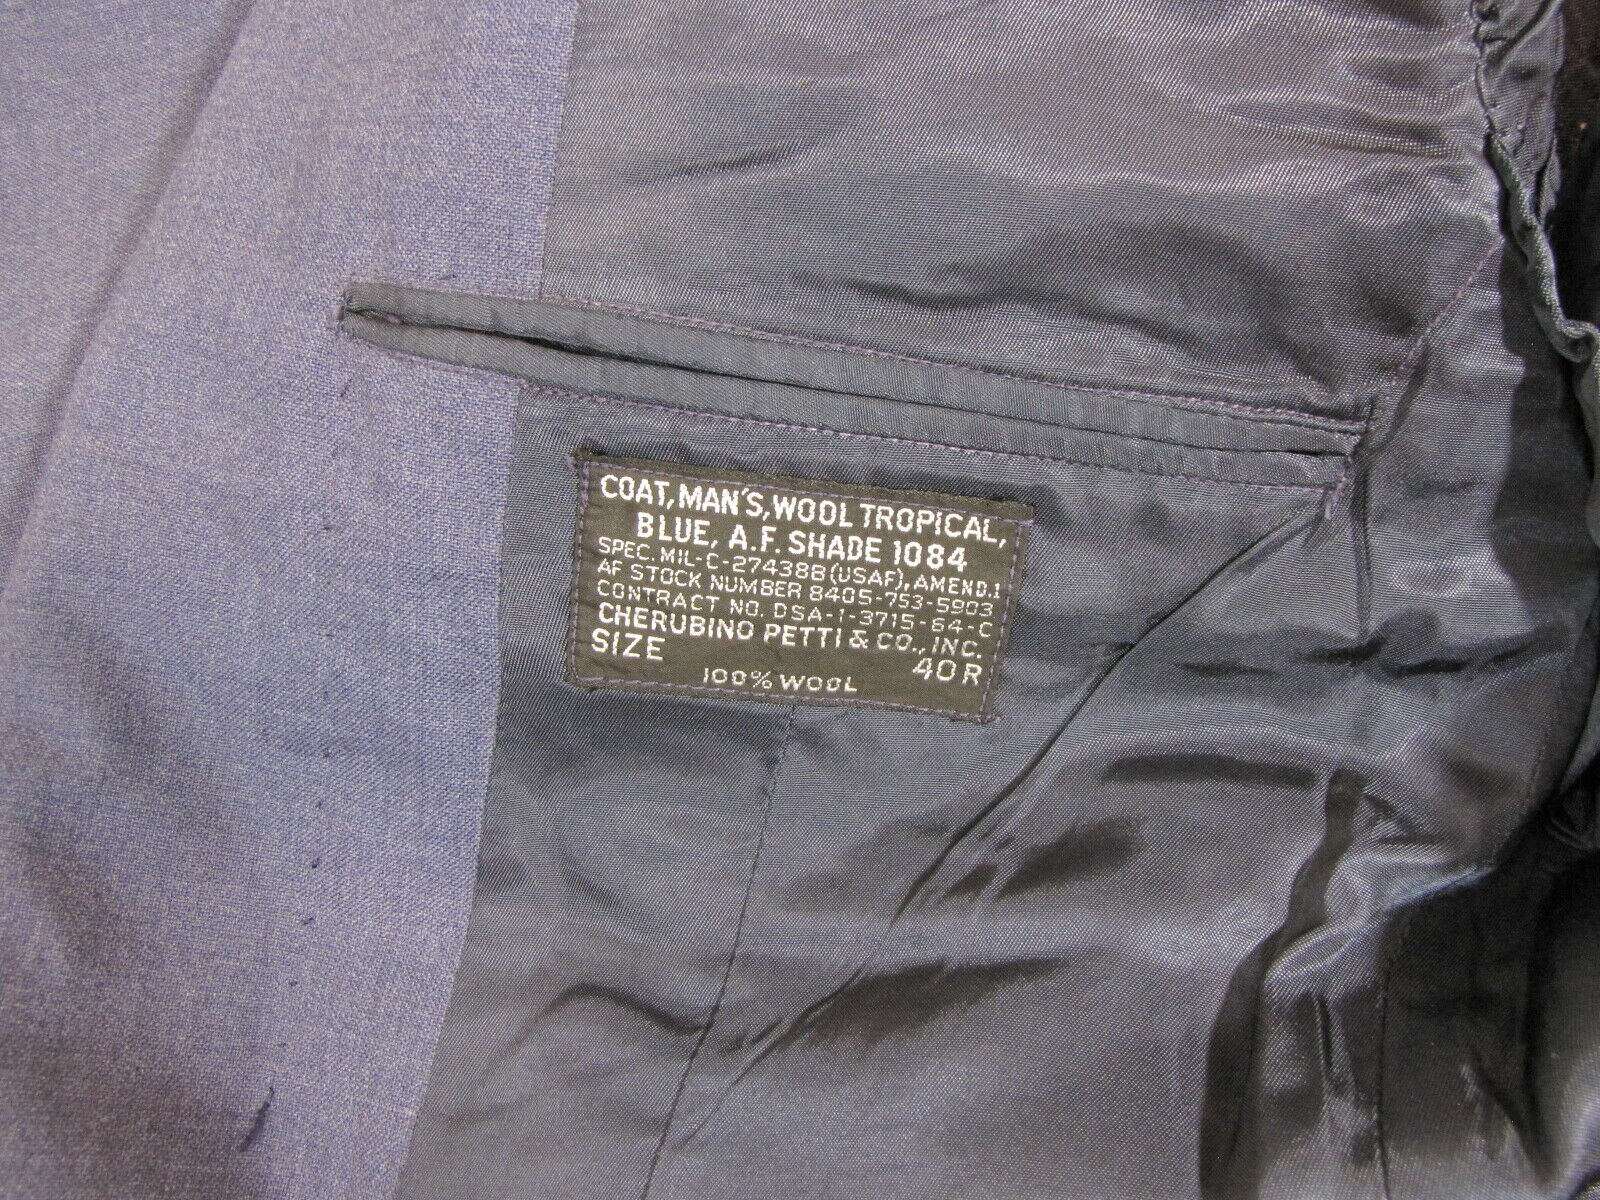 COAT, MAN'S, WOOL TROPICAL,
BLUE, A.F. SHADE 1084
SPEC. MIL-C-27438B (USAF), AMEND.1
AF STOCK NUMBER 8405-753-5903
CONTRACT NO. DSA-1-3715-64-C
CHERUBINO PETTI & CO., INC.
SIZE 40R
100% WOOL